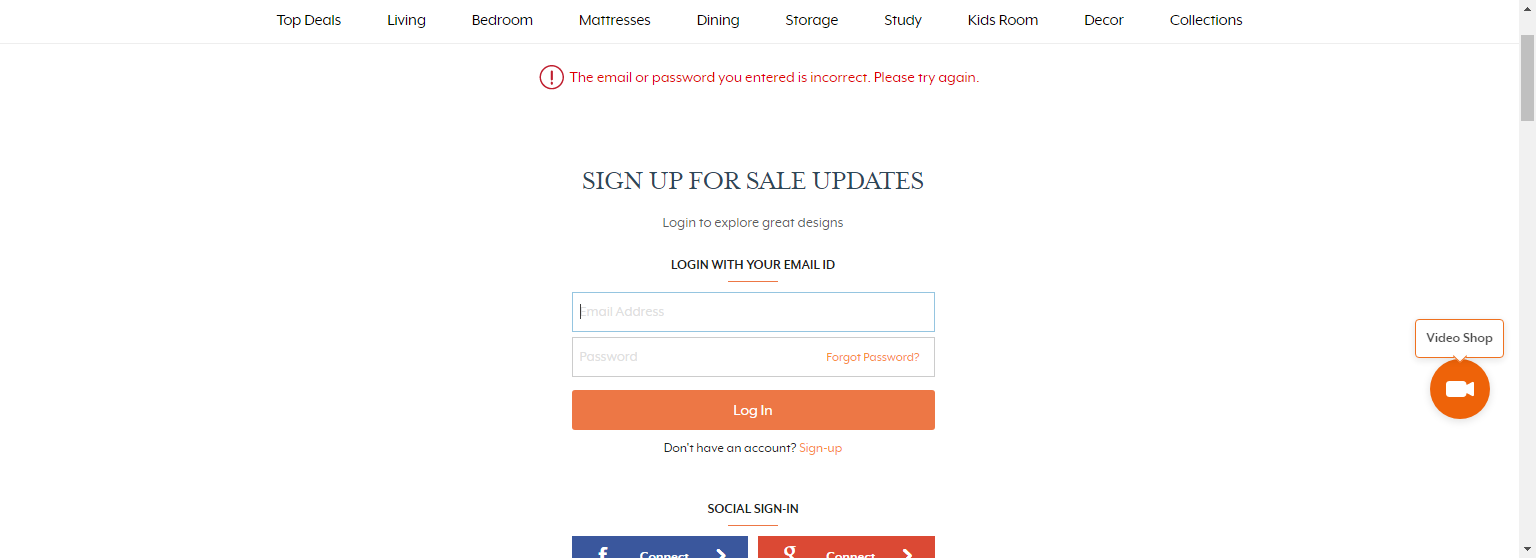 Top Deals Living Bedroom Mattresses Dining Storage Study Kids Room Decor Collections
The email or password you entered is incorrect. Please try again.
SIGN UP FOR SALE UPDATES
Login to explore great designs
LOGIN WITH YOUR EMAIL ID
Email Address
Video Shop
Password Forgot Password?
Log In
Don't have an account? Sign-up
SOCIAL SIGN-IN
f Connect g Connect